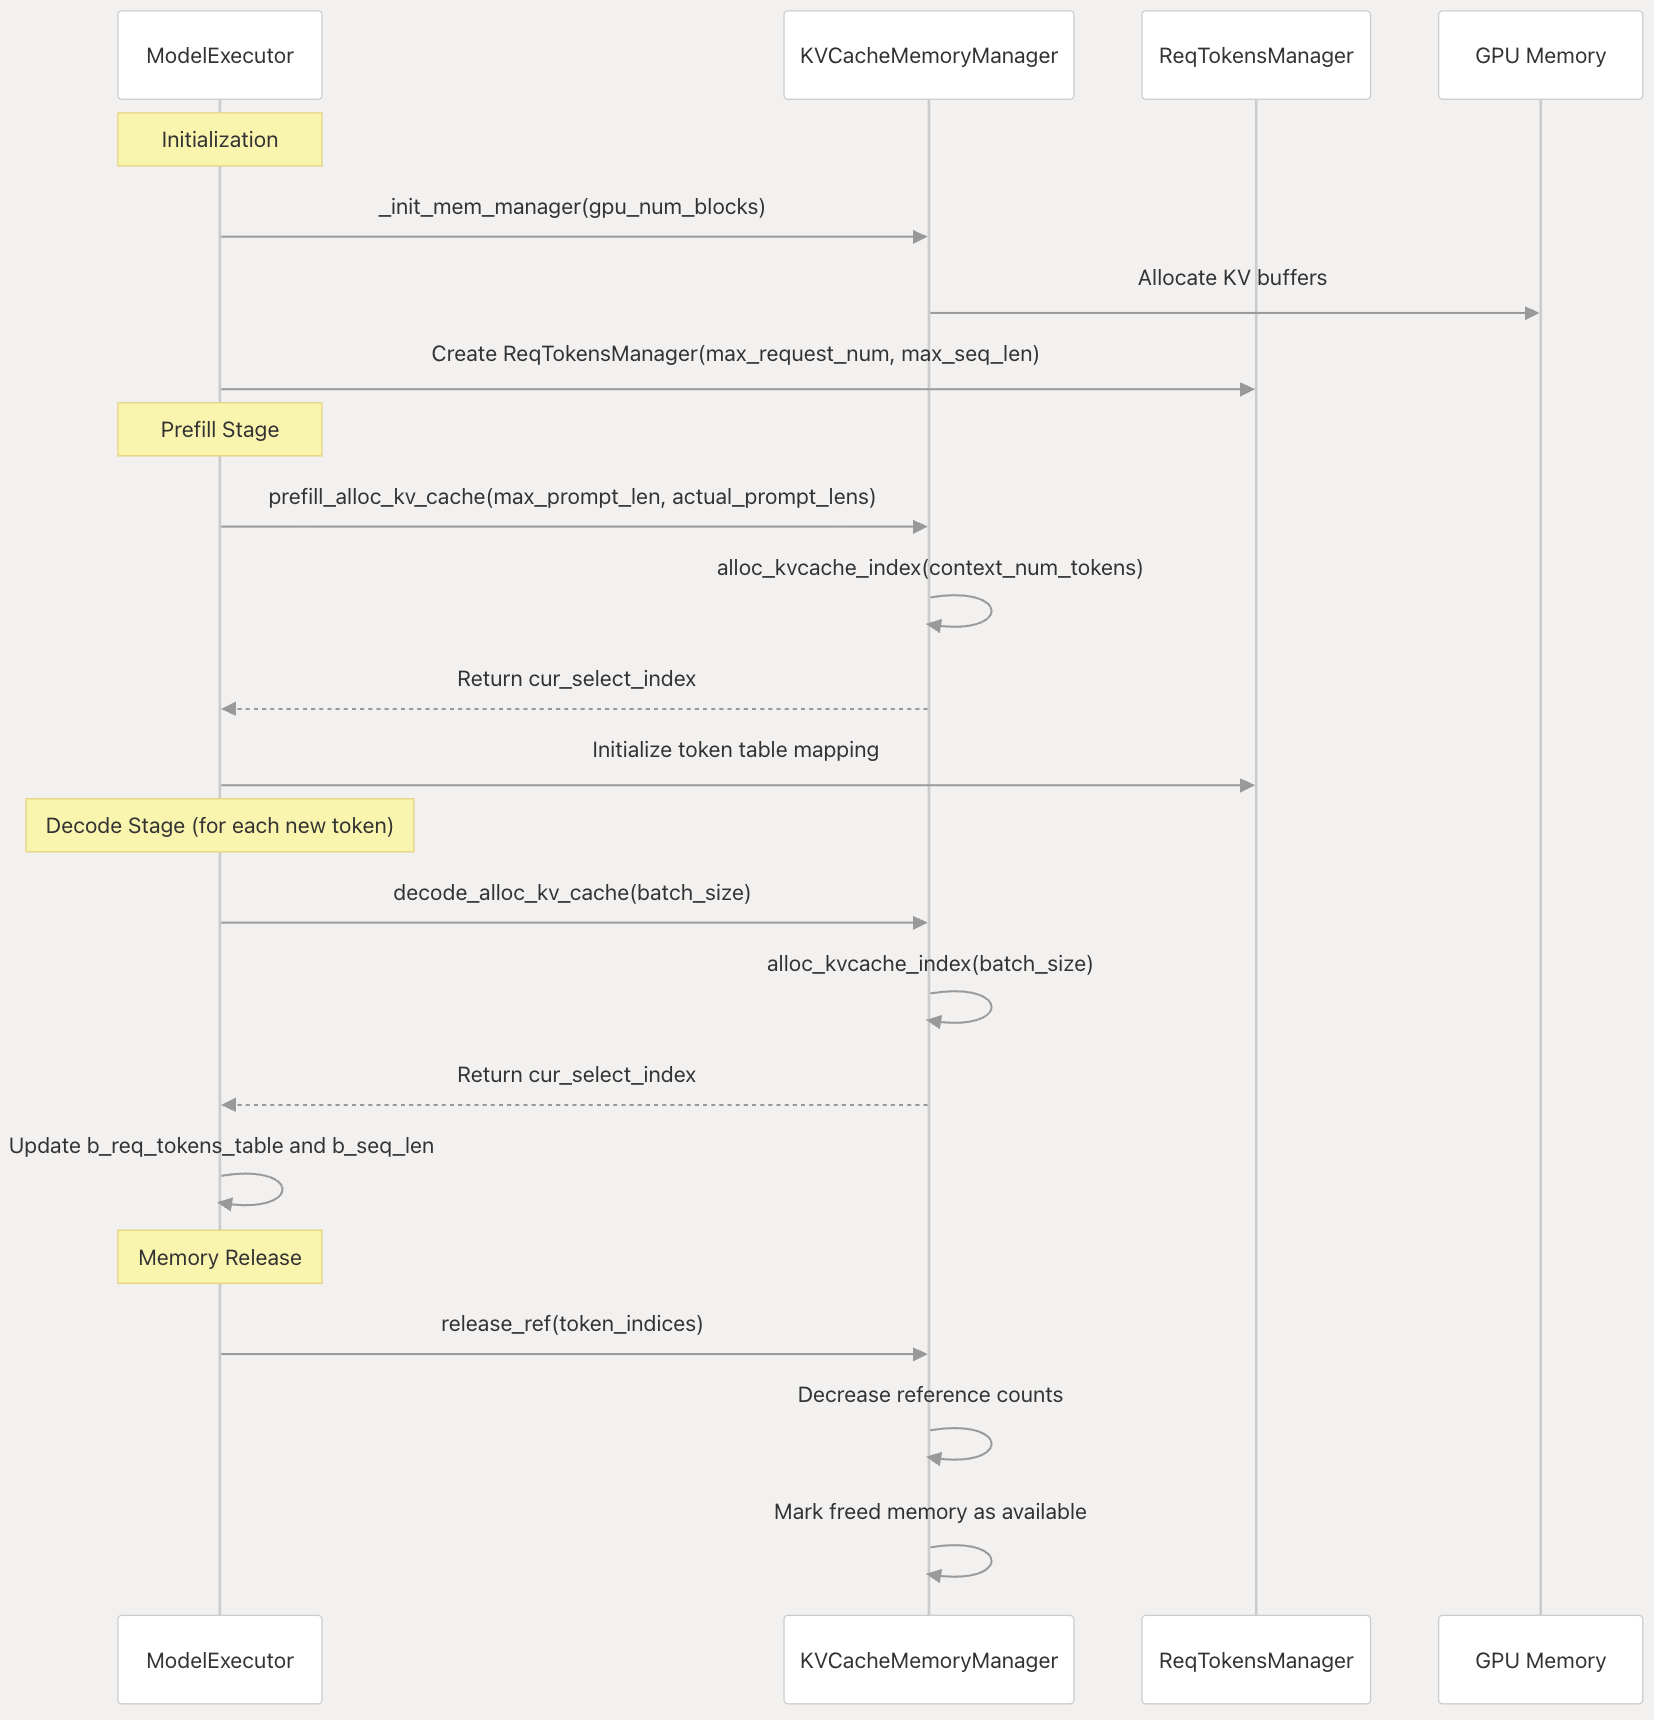 ModelExecutor
KVCacheMemoryManager
ReqTokensManager
GPU Memory
Initialization
_init_mem_manager(gpu_num_blocks)
Allocate KV buffers
Create ReqTokensManager(max_request_num, max_seq_len)
Prefill Stage
prefill_alloc_kv_cache(max_prompt_len, actual_prompt_lens)
alloc_kvcache_index(context_num_tokens)
Return cur_select_index
Initialize token table mapping
Decode Stage (for each new token)
decode_alloc_kv_cache(batch_size)
alloc_kvcache_index(batch_size)
Return cur_select_index
Update b_req_tokens_table and b_seq_len
Memory Release
release_ref(token_indices)
Decrease reference counts
Mark freed memory as available
ModelExecutor
KVCacheMemoryManager
ReqTokensManager
GPU Memory